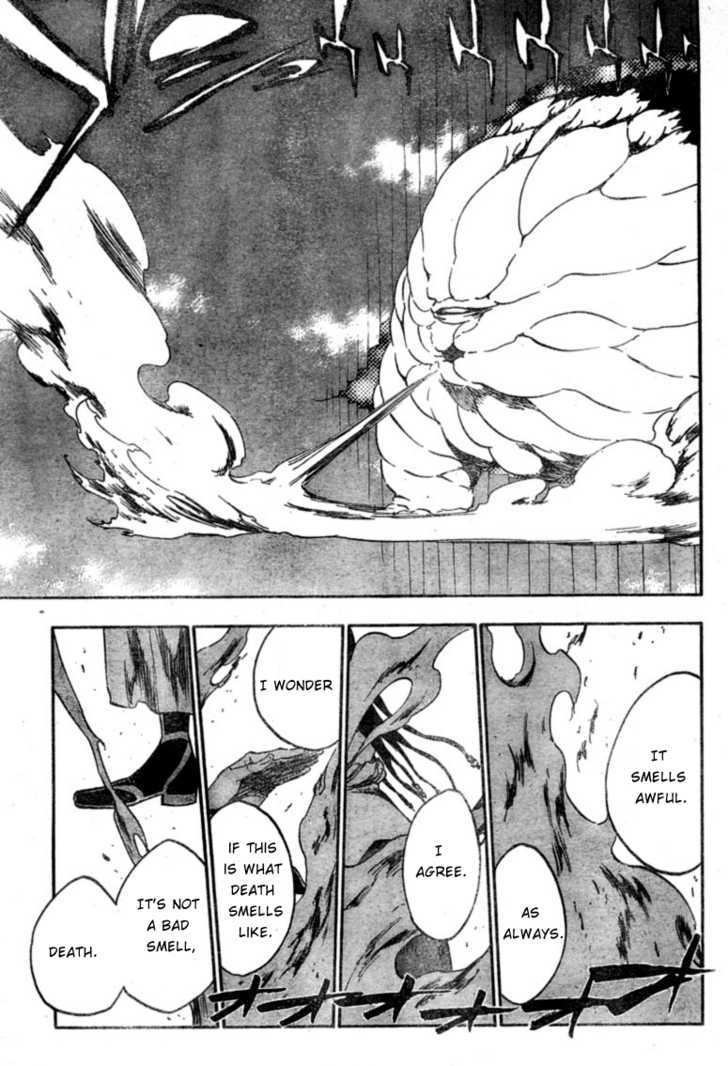 IT
SMELLS
AWFUL.
AS
ALWAYS.
I
AGREE.
I WONDER
IF THIS
IS WHAT
DEATH
SMELLS
LIKE.
IT'S NOT
A BAD
SMELL,
DEATH.